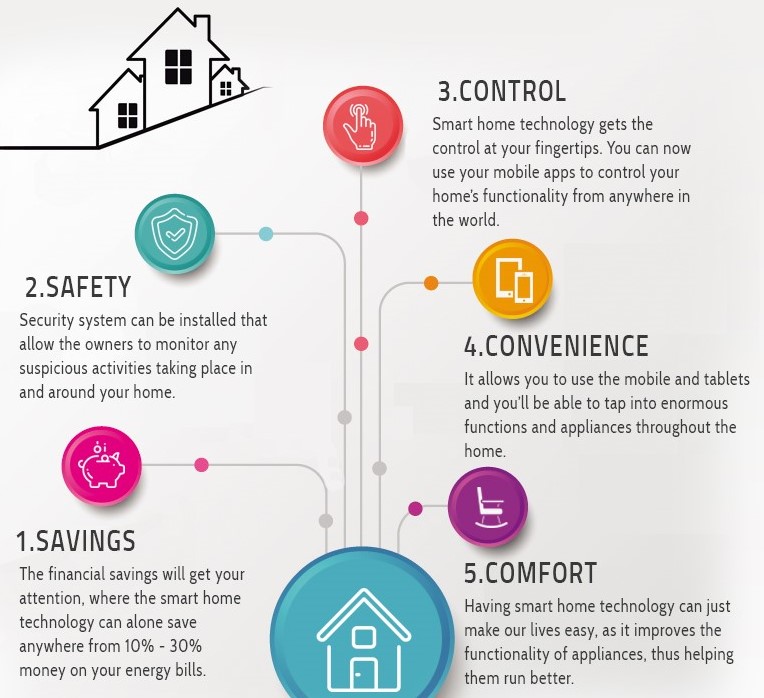 3.CONTROL
Smart home technology gets the
control at your fingertips. You can now
use your mobile apps to control your
home's functionality from anywhere in
the world.
2.SAFETY
Security system can be installed that
allow the owners to monitor any
suspicious activities taking place in
and around your home.
4.CONVENIENCE
It allows you to use the mobile and tablets
and you'll be able to tap into enormous
functions and appliances throughout the
home.
1.SAVINGS
The financial savings will get your
attention, where the smart home
technology can alone save
anywhere from 10% - 30%
money on your energy bills.
5.COMFORT
Having smart home technology can just
make our lives easy, as it improves the
functionality of appliances, thus helping
them run better.